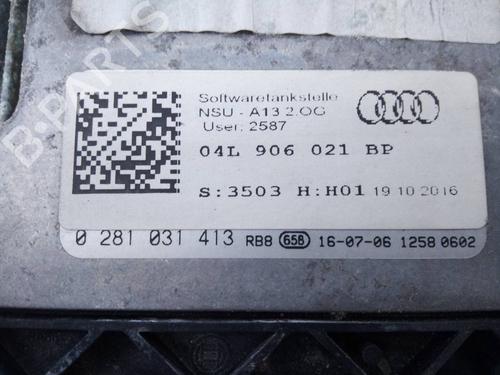 B-PARTS
Softwaretankstelle
NSU - A13 2.OG
User: 2587
04L 906 021 BP
S:3503 H:H01 19.10.2016
0 281 031 413 RB8 658 16-07-06 1258 0602